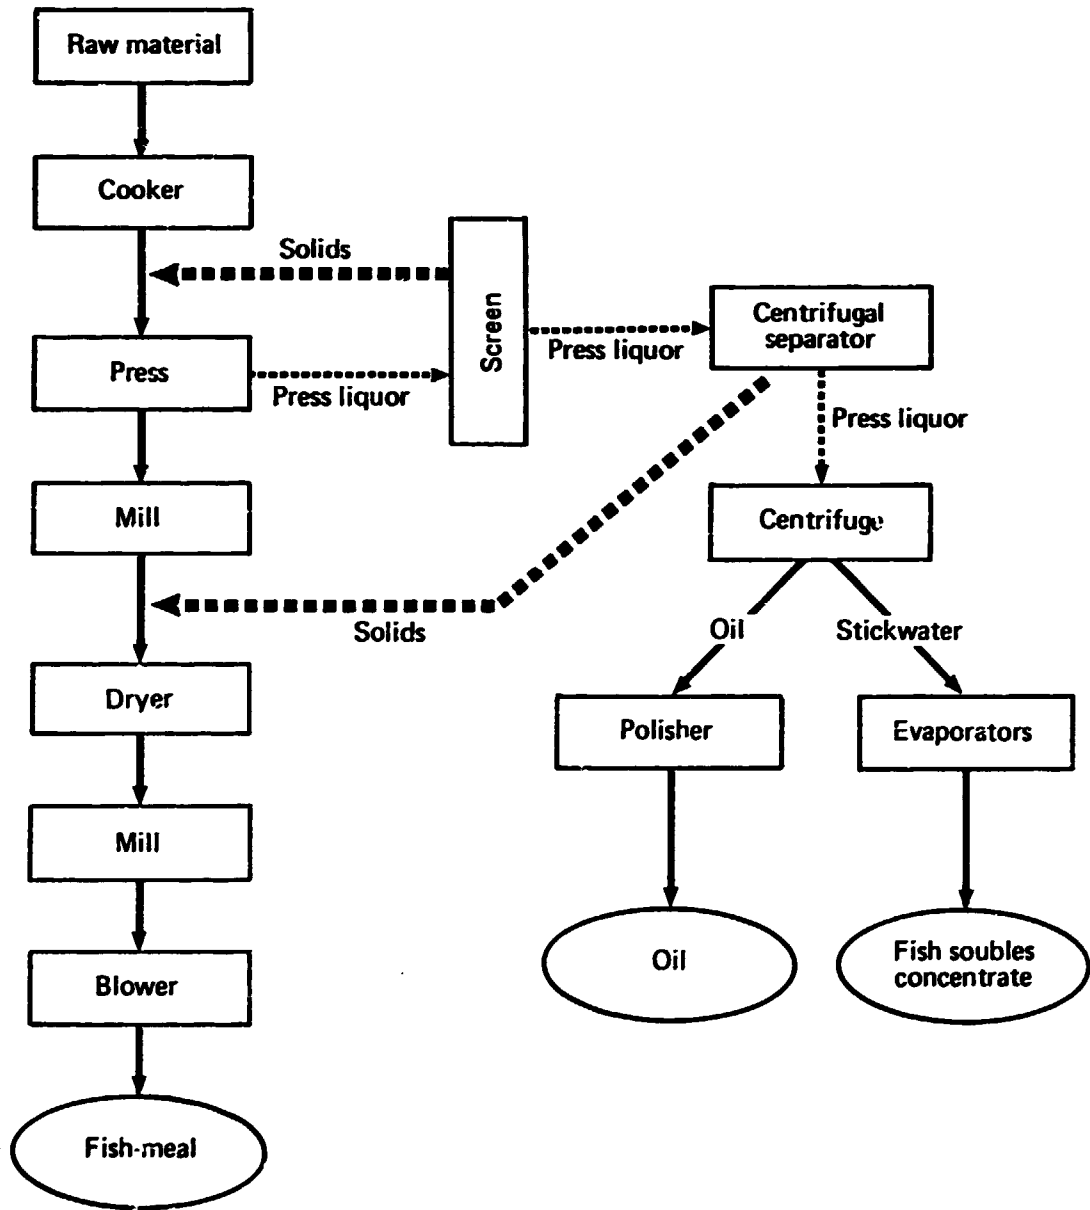 Raw material
Cooker
Solids
Screen
Press liquor
Centrifugal
separator
Press
Press liquor
Press liquor
Mill
Centrifuge
Solids
Oil
Stickwater
Dryer
Polisher
Evaporators
Mill
Blower
Oil
Fish soubles
concentrate
Fish-meal